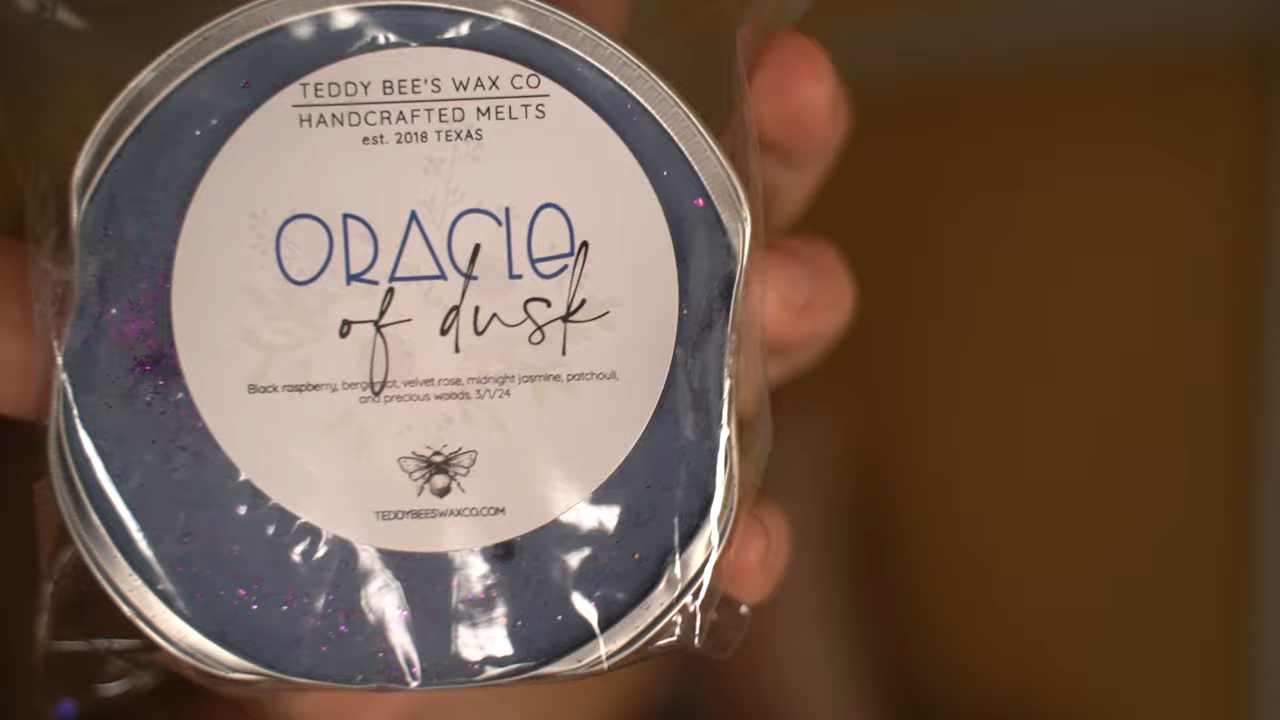 TEDDY BEE'S WAX CO
HANDCRAFTED MELTS
est. 2018 TEXAS
ORACLE
of dusk
Black raspberry, bergamot, velvet rose, midnight jasmine, patchouli,
and precious woods. 3/1/24
TEDDYBEESWAXCO.COM